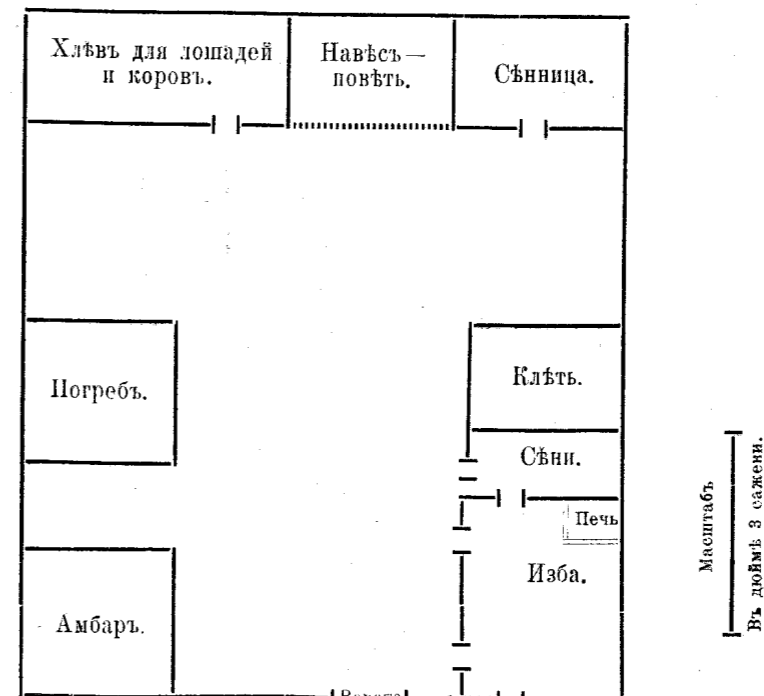 Хлѣвъ для лошадей
и коровъ.
Навѣсъ—
повѣть.
Сѣнница.
Погребъ.
Клѣть.
Сѣни.
Печь
Изба.
Амбаръ.
Масштабъ
Въ дюймѣ 3 сажени.